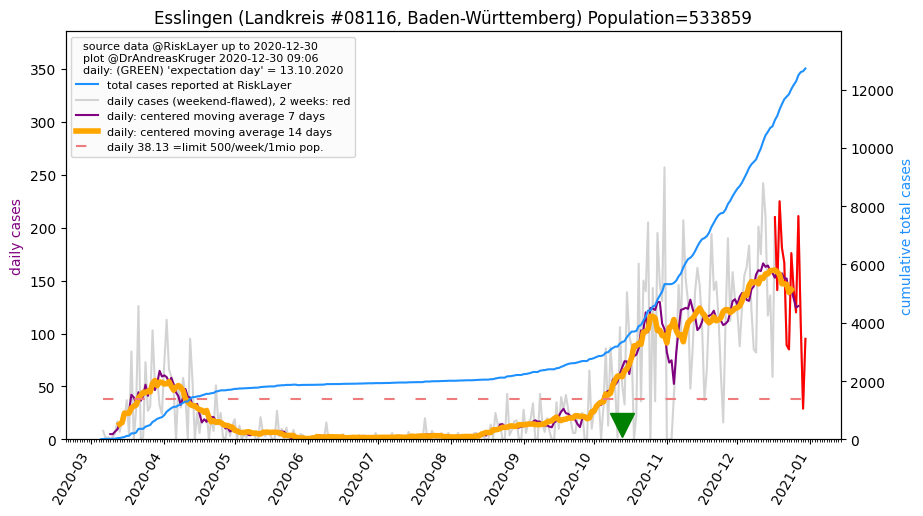 Esslingen (Landkreis #08116, Baden-Württemberg) Population=533859
source data @RiskLayer up to 2020-12-30
plot @DrAndreasKruger 2020-12-30 09:06
daily: (GREEN) 'expectation day' = 13.10.2020
total cases reported at RiskLayer
daily cases (weekend-flawed), 2 weeks: red
daily: centered moving average 7 days
daily: centered moving average 14 days
daily 38.13 =limit 500/week/1mio pop.
daily cases
350
300
250
200
150
100
50
0
12000
10000
8000
6000
4000
2000
0
cumulative total cases
2020-03
2020-04
2020-05
2020-06
2020-07
2020-08
2020-09
2020-10
2020-11
2020-12
2021-01